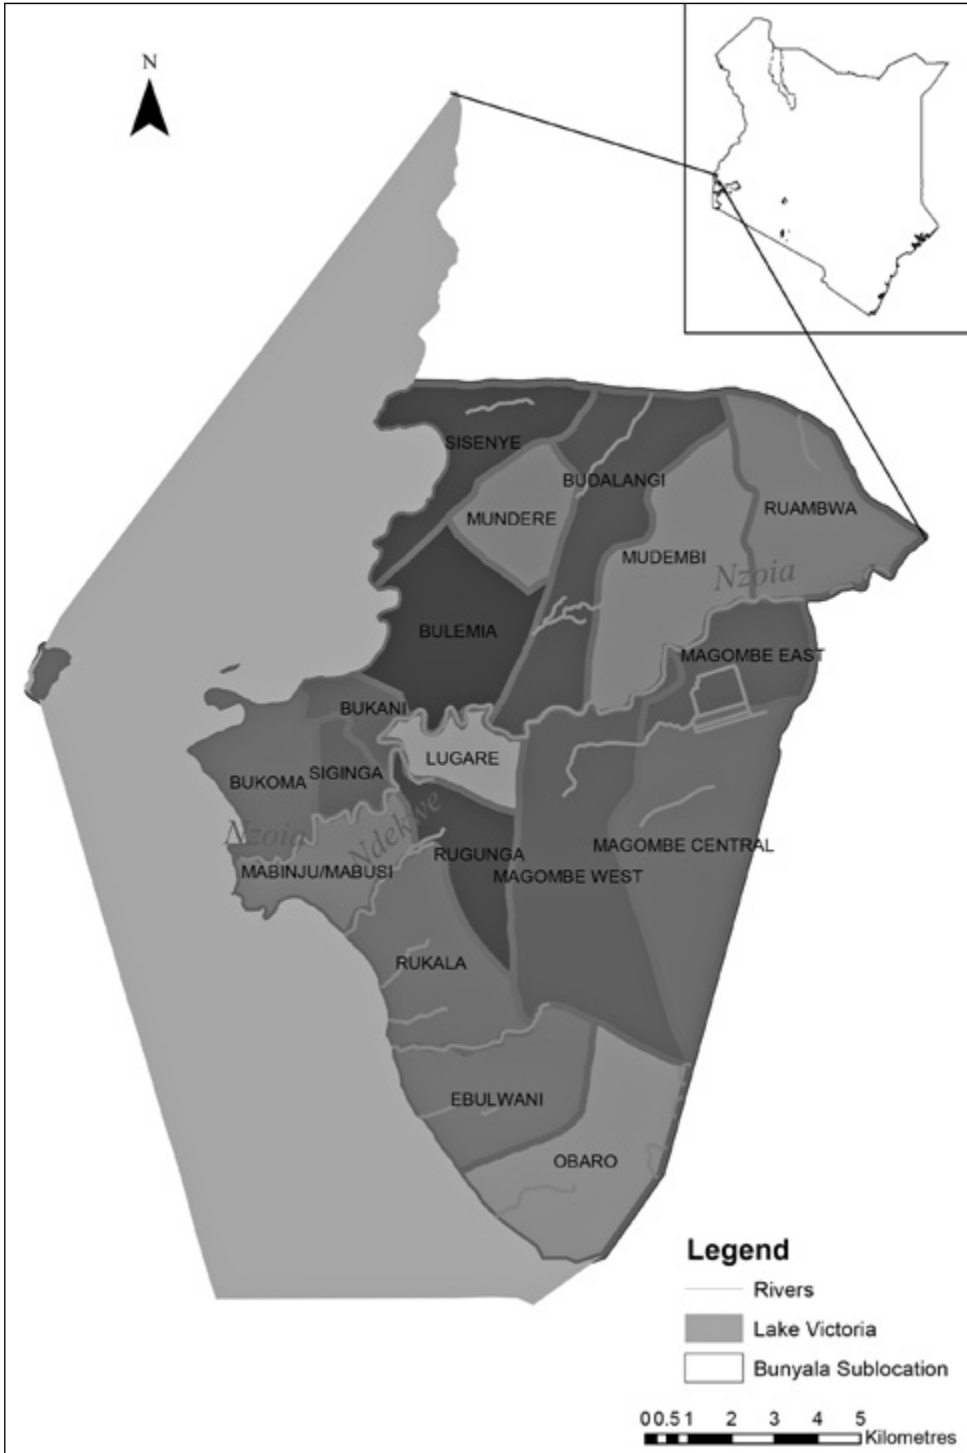 N
SISENYE
BUDALANGI
MUNDERE
RUAMBWA
MUDEMBI
Nzoia
BULEMIA
MAGOMBE EAST
BUKANI
LUGARE
SIGINGA
BUKOMA
Nzoia
Ndekwe
MAGOMBE CENTRAL
RUGUNGA
MABINJU/MABUSI
MAGOMBE WEST
RUKALA
EBULWANI
OBARO
Legend
Rivers
Lake Victoria
Bunyala Sublocation
0 0.5 1 2 3 4 5
Kilometres